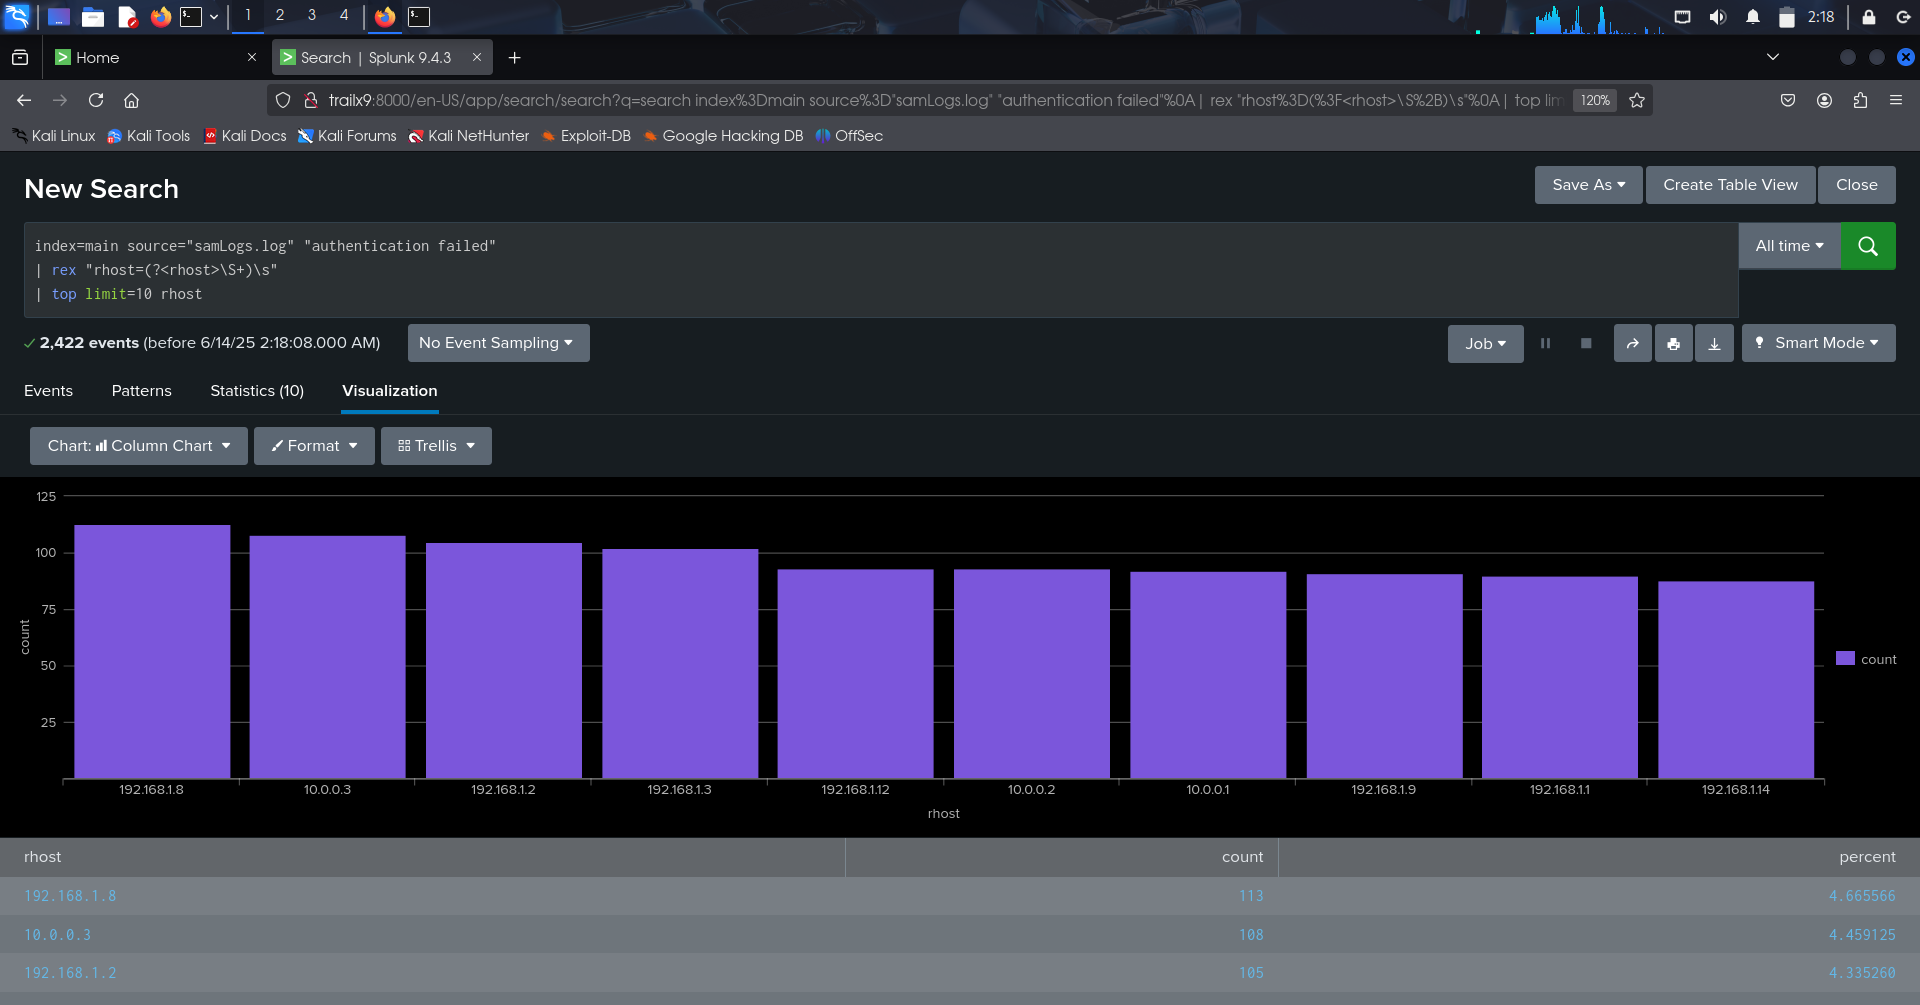 1 2 3 4 2:18
Home Search | Splunk 9.4.3
trailx9:8000/en-US/app/search/search?q=search index%3Dmain source%3D"samLogs.log" "authentication failed"%0A| rex "rhost%3D(%3F<rhost>\S%2B)\s"%0A| top lim 120%
Kali Linux Kali Tools Kali Docs Kali Forums Kali NetHunter Exploit-DB Google Hacking DB OffSec
New Search Save As Create Table View Close
index=main source="samLogs.log" "authentication failed" All time
| rex "rhost=(?<rhost>\S+)\s"
| top limit=10 rhost
2,422 events (before 6/14/25 2:18:08.000 AM) No Event Sampling Job Smart Mode
Events Patterns Statistics (10) Visualization
Chart: Column Chart Format Trellis
125
100
75
50
25
count
count
192.168.1.8 10.0.0.3 192.168.1.2 192.168.1.3 192.168.1.12 10.0.0.2 10.0.0.1 192.168.1.9 192.168.1.1 192.168.1.14
rhost
rhost count percent
192.168.1.8 113 4.665566
10.0.0.3 108 4.459125
192.168.1.2 105 4.335260